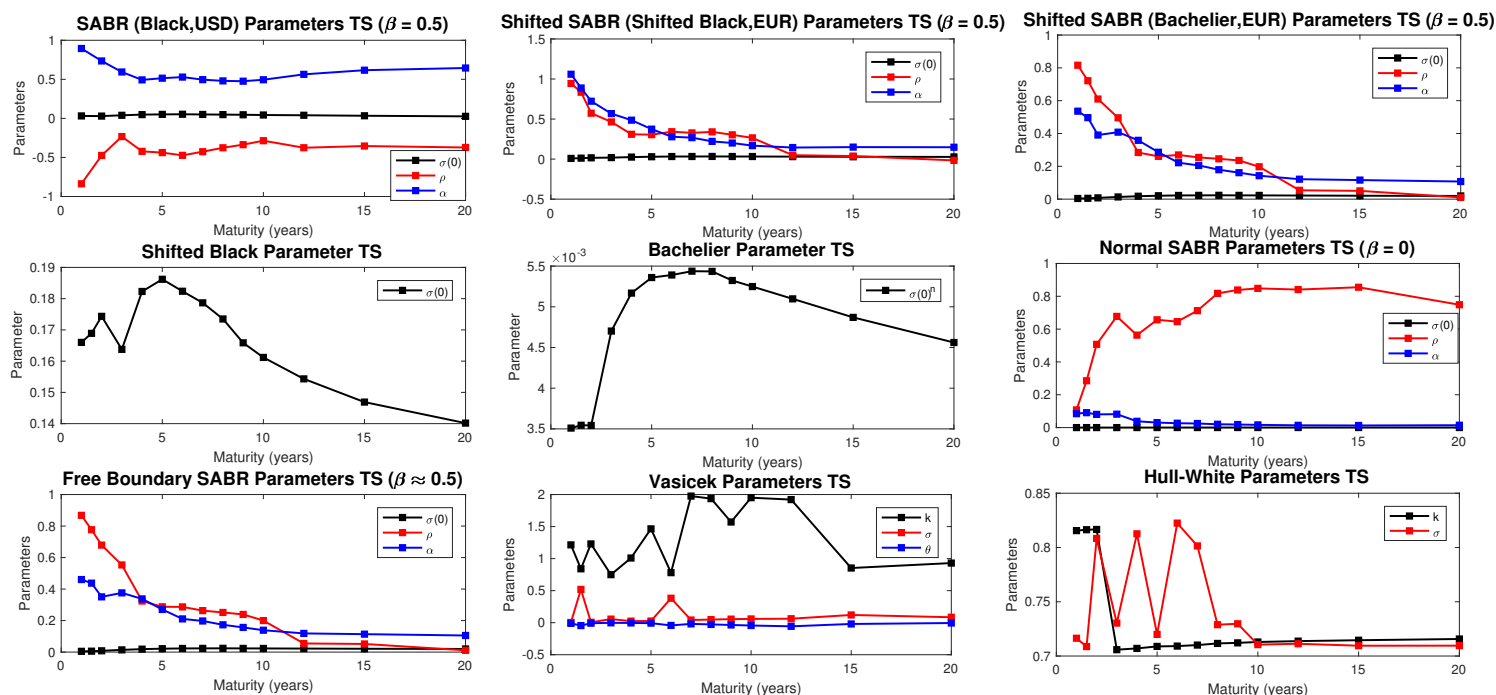 SABR (Black,USD) Parameters TS (β = 0.5)
Parameters
1
0.5
0
-0.5
-1
σ(0)
ρ
α
0 5 10 15 20
Maturity (years)
Shifted SABR (Shifted Black,EUR) Parameters TS (β = 0.5)
Parameters
1.5
1
0.5
0
-0.5
σ(0)
ρ
α
0 5 10 15 20
Maturity (years)
Shifted SABR (Bachelier,EUR) Parameters TS (β = 0.5)
Parameters
1
0.8
0.6
0.4
0.2
0
σ(0)
ρ
α
0 5 10 15 20
Maturity (years)
Shifted Black Parameter TS
Parameter
0.19
0.18
0.17
0.16
0.15
0.14
σ(0)
0 5 10 15 20
Maturity (years)
Bachelier Parameter TS
× 10⁻³
Parameter
5.5
5
4.5
4
3.5
σ(0)ⁿ
0 5 10 15 20
Maturity (years)
Normal SABR Parameters TS (β = 0)
Parameters
1
0.8
0.6
0.4
0.2
0
σ(0)
ρ
α
0 5 10 15 20
Maturity (years)
Free Boundary SABR Parameters TS (β ≈ 0.5)
Parameters
1
0.8
0.6
0.4
0.2
0
σ(0)
ρ
α
0 5 10 15 20
Maturity (years)
Vasicek Parameters TS
Parameters
2
1.5
1
0.5
0
-0.5
k
σ
θ
0 5 10 15 20
Maturity (years)
Hull-White Parameters TS
Parameters
0.85
0.8
0.75
0.7
k
σ
0 5 10 15 20
Maturity (years)